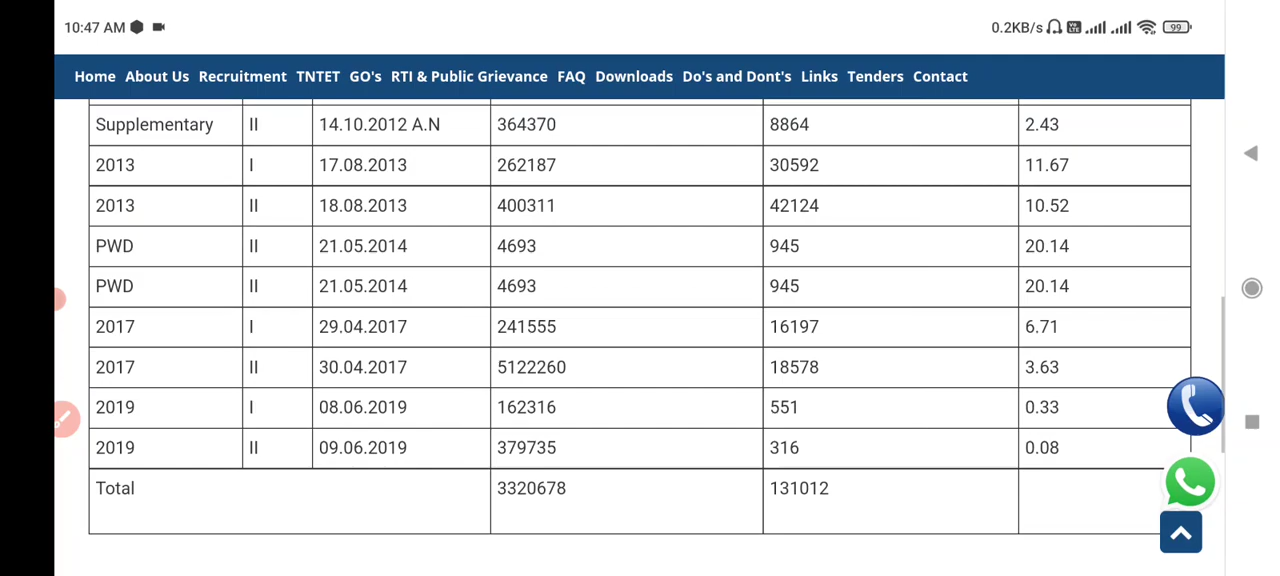 10:47 AM 0.2KB/s 99
Home About Us Recruitment TNTET GO's RTI & Public Grievance FAQ Downloads Do's and Dont's Links Tenders Contact
Supplementary II 14.10.2012 A.N 364370 8864 2.43
2013 I 17.08.2013 262187 30592 11.67
2013 II 18.08.2013 400311 42124 10.52
PWD II 21.05.2014 4693 945 20.14
PWD II 21.05.2014 4693 945 20.14
2017 I 29.04.2017 241555 16197 6.71
2017 II 30.04.2017 5122260 18578 3.63
2019 I 08.06.2019 162316 551 0.33
2019 II 09.06.2019 379735 316 0.08
Total 3320678 131012